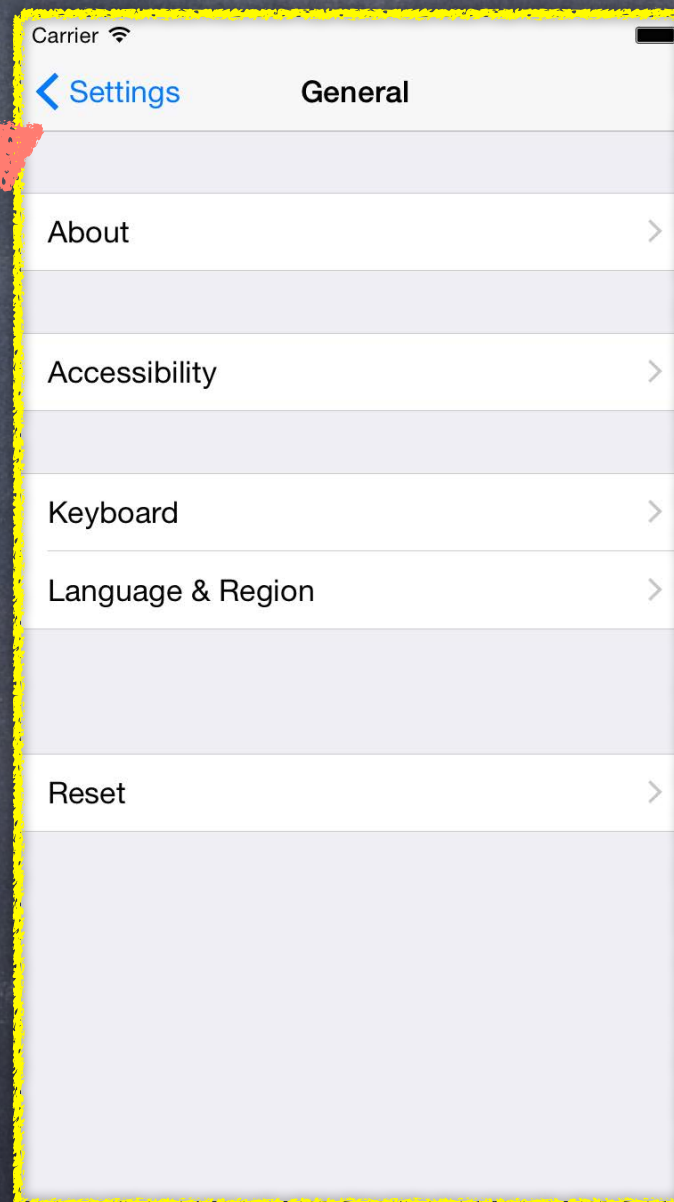 Carrier
Settings General
About
Accessibility
Keyboard
Language & Region
Reset